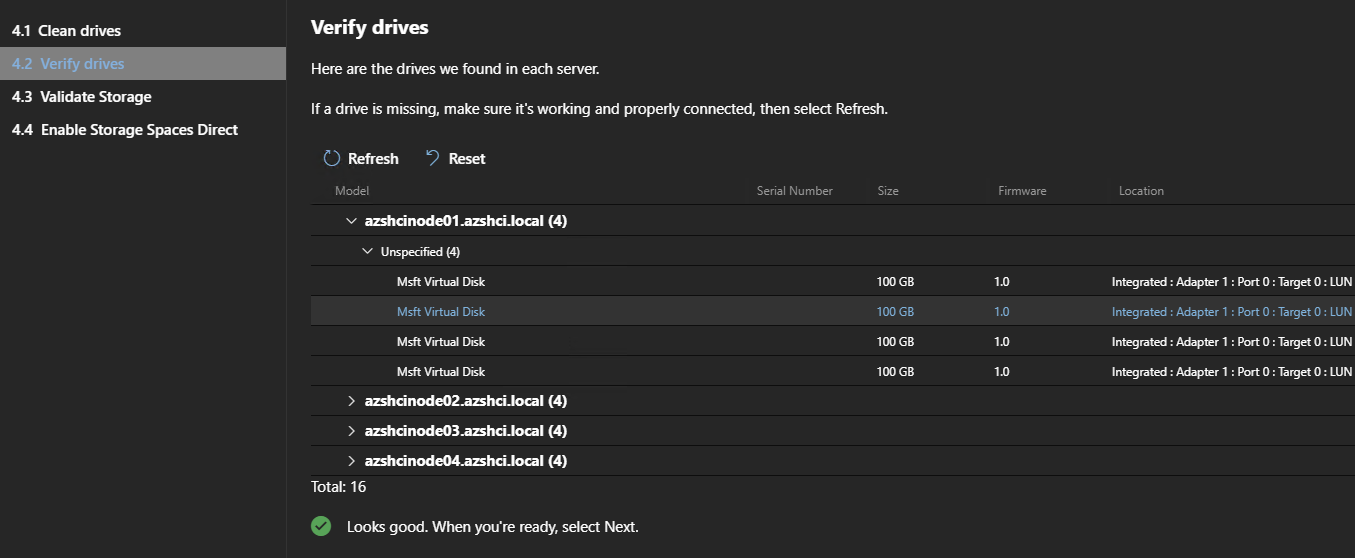 4.1 Clean drives
4.2 Verify drives
4.3 Validate Storage
4.4 Enable Storage Spaces Direct
Verify drives
Here are the drives we found in each server.
If a drive is missing, make sure it's working and properly connected, then select Refresh.
Refresh Reset
Model Serial Number Size Firmware Location
azshcinode01.azshci.local (4)
Unspecified (4)
Msft Virtual Disk 100 GB 1.0 Integrated : Adapter 1 : Port 0 : Target 0 : LUN
Msft Virtual Disk 100 GB 1.0 Integrated : Adapter 1 : Port 0 : Target 0 : LUN
Msft Virtual Disk 100 GB 1.0 Integrated : Adapter 1 : Port 0 : Target 0 : LUN
Msft Virtual Disk 100 GB 1.0 Integrated : Adapter 1 : Port 0 : Target 0 : LUN
azshcinode02.azshci.local (4)
azshcinode03.azshci.local (4)
azshcinode04.azshci.local (4)
Total: 16
Looks good. When you're ready, select Next.